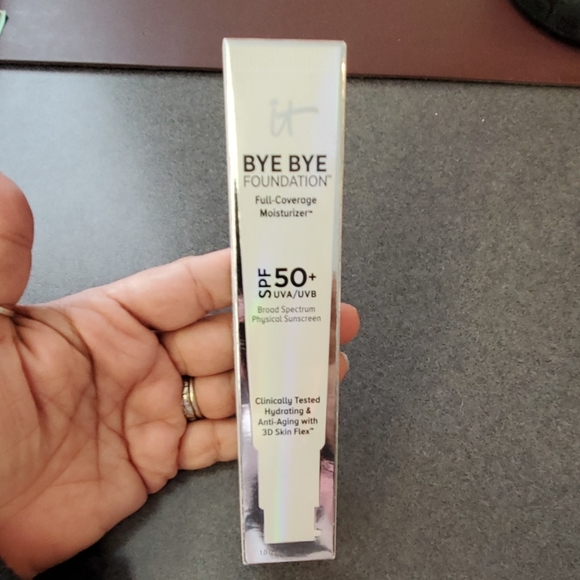 it
BYE BYE
FOUNDATION™
Full-Coverage
Moisturizer™
SPF 50+
UVA/UVB
Broad Spectrum
Physical Sunscreen
Clinically Tested
Hydrating &
Anti-Aging with
3D Skin Flex™